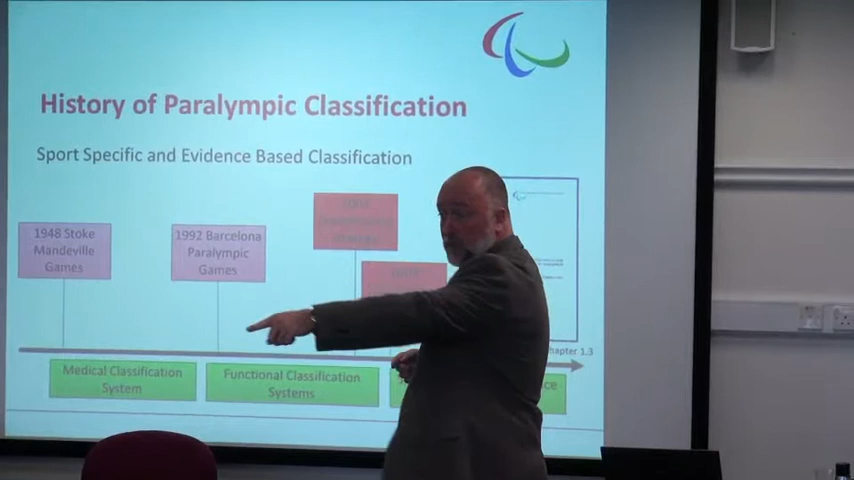 History of Paralympic Classification
Sport Specific and Evidence Based Classification
1948 Stoke
Mandeville
Games
1992 Barcelona
Paralympic
Games
Chapter 1.3
Medical Classification
System
Functional Classification
Systems